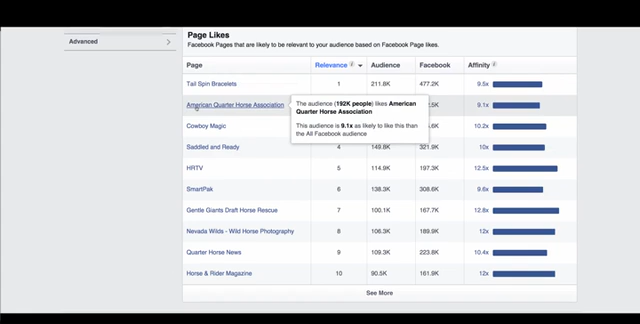 Advanced
Page Likes
Facebook Pages that are likely to be relevant to your audience based on Facebook Page likes.
Page Relevance Audience Facebook Affinity
Tail Spin Bracelets 1 211.8K 477.2K 9.5x
American Quarter Horse Association .5K 9.1x
The audience (192K people) likes American
Quarter Horse Association
This audience is 9.1x as likely to like this than
the All Facebook audience
Cowboy Magic .6K 10.2x
Saddled and Ready 4 149.8K 321.9K 10x
HRTV 5 114.9K 197.3K 12.5x
SmartPak 6 138.3K 308.6K 9.6x
Gentle Giants Draft Horse Rescue 7 100.1K 167.7K 12.8x
Nevada Wilds - Wild Horse Photography 8 106.3K 189.9K 12x
Quarter Horse News 9 109.3K 223.8K 10.4x
Horse & Rider Magazine 10 90.5K 161.9K 12x
See More